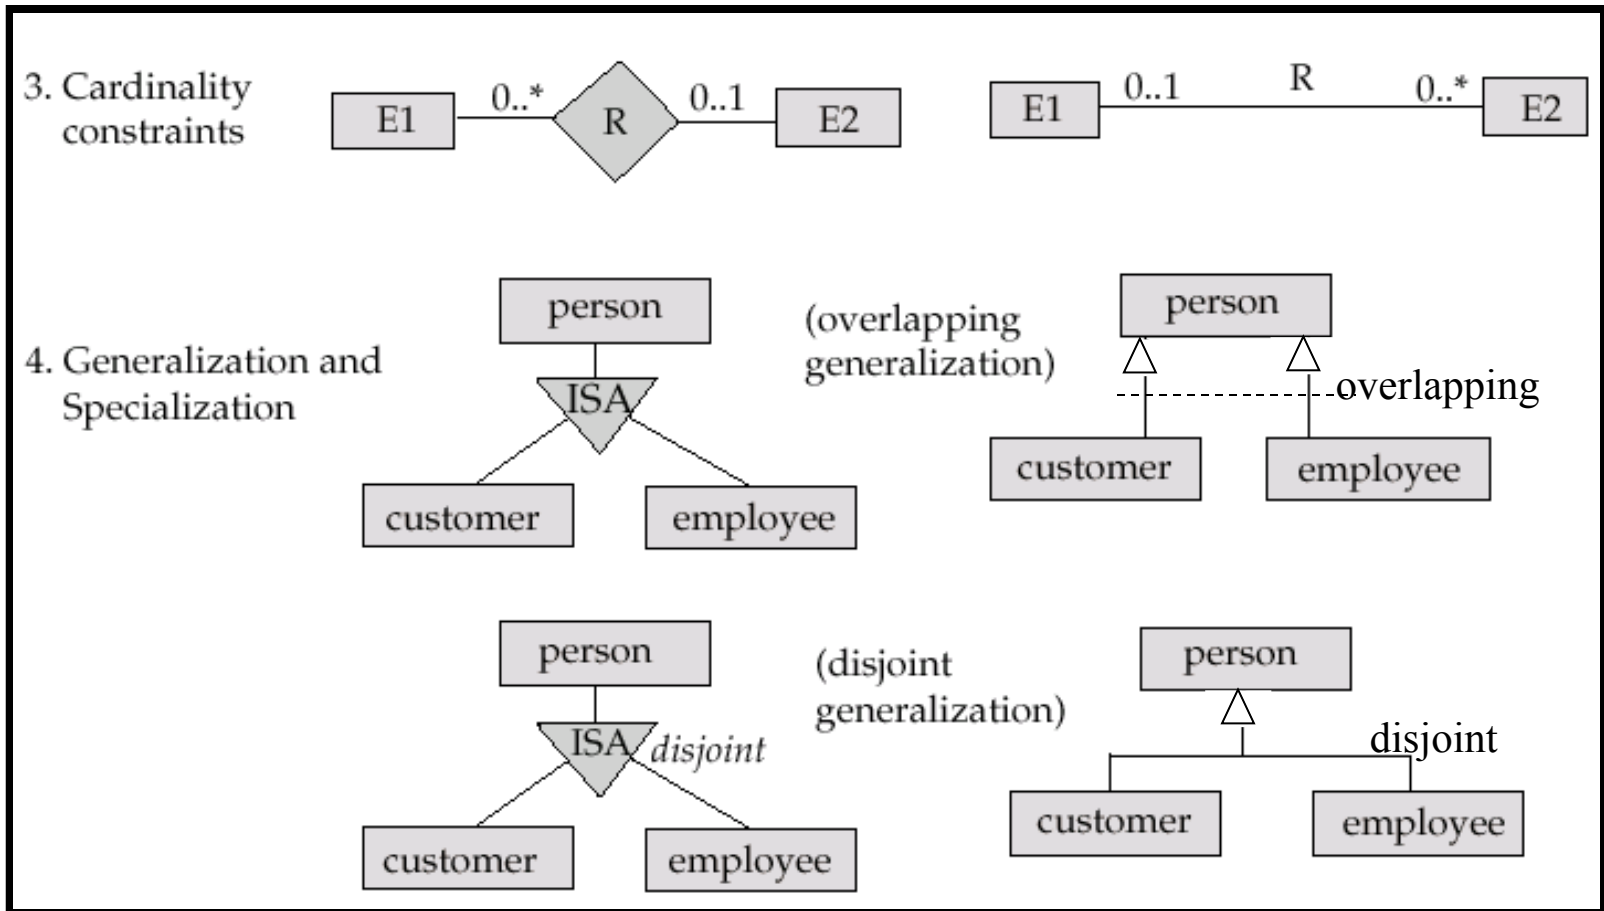 3. Cardinality
constraints
E1
0..*
R
0..1
E2
E1
0..1
R
0..*
E2
4. Generalization and
Specialization
person
ISA
customer
employee
(overlapping
generalization)
person
overlapping
customer
employee
person
ISA
disjoint
customer
employee
(disjoint
generalization)
person
disjoint
customer
employee